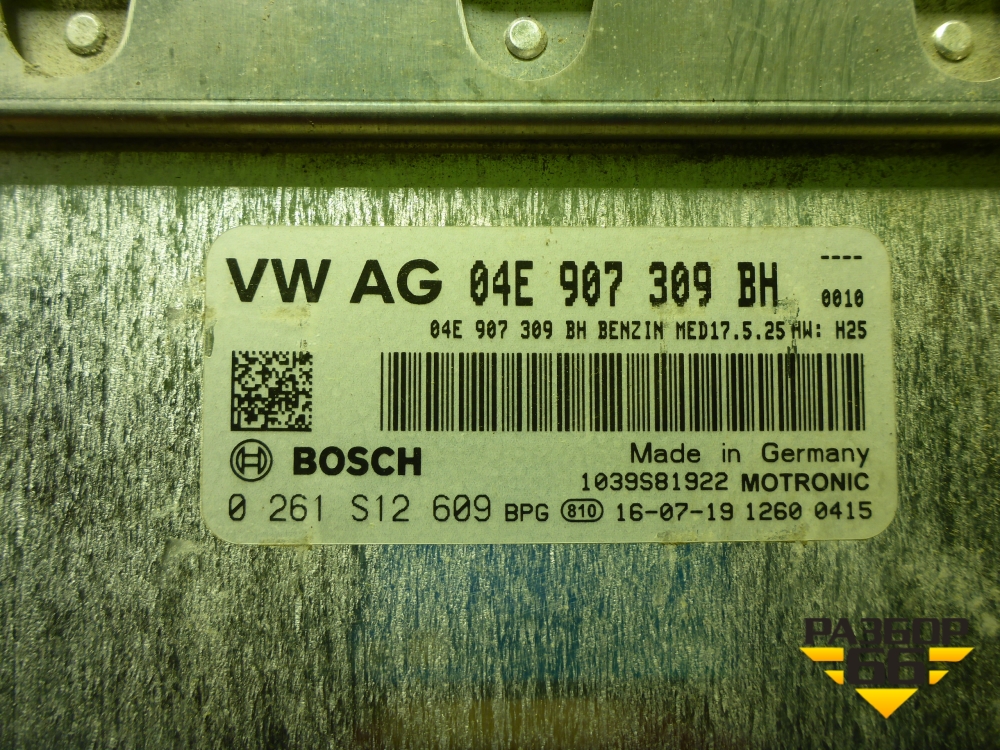 VW AG 04E 907 309 BH ----
0010
04E 907 309 BH BENZIN MED17.5.25 HW: H25
BOSCH
Made in Germany
1039S81922 MOTRONIC
0 261 S12 609 BPG 810 16-07-19 1260 0415
РАЗБОР
66